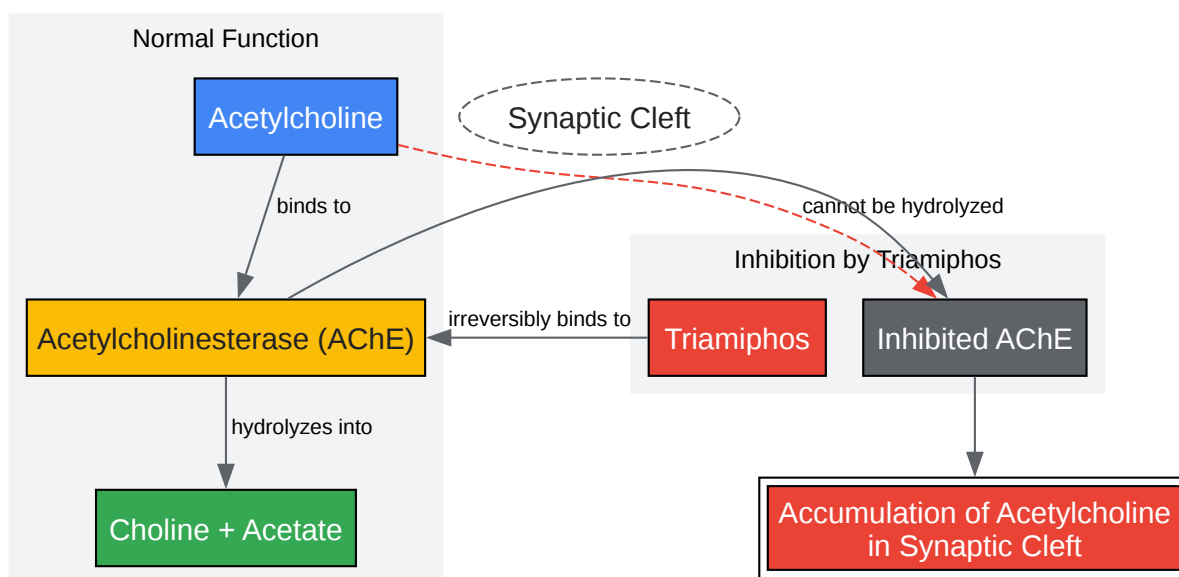 Normal Function
Acetylcholine
Synaptic Cleft
binds to
cannot be hydrolyzed
Inhibition by Triamiphos
Acetylcholinesterase (AChE)
irreversibly binds to
Triamiphos
Inhibited AChE
hydrolyzes into
Choline + Acetate
Accumulation of Acetylcholine
in Synaptic Cleft